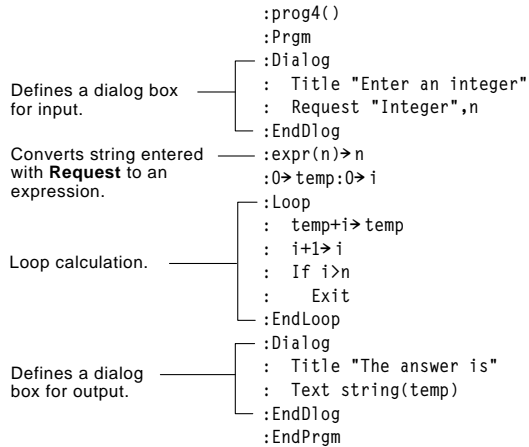 :prog4()
:Prgm
:Dialog
: Title "Enter an integer"
: Request "Integer",n
:EndDlog
Defines a dialog box
for input.
:expr(n)→n
Converts string entered
with Request to an
expression.
:0→temp:0→i
:Loop
: temp+i→temp
: i+1→i
: If i>n
: Exit
:EndLoop
Loop calculation.
:Dialog
: Title "The answer is"
: Text string(temp)
:EndDlog
Defines a dialog
box for output.
:EndPrgm